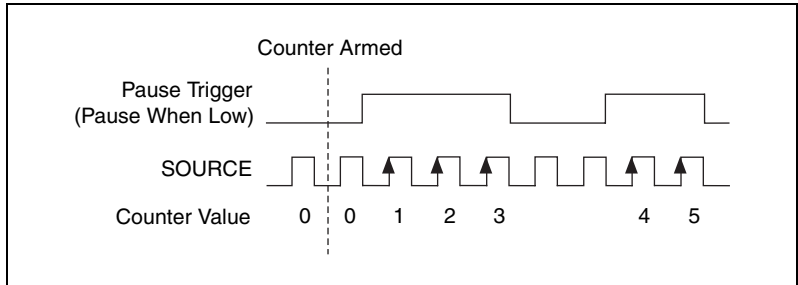 Counter Armed
Pause Trigger
(Pause When Low)
SOURCE
Counter Value 0 0 1 2 3 4 5